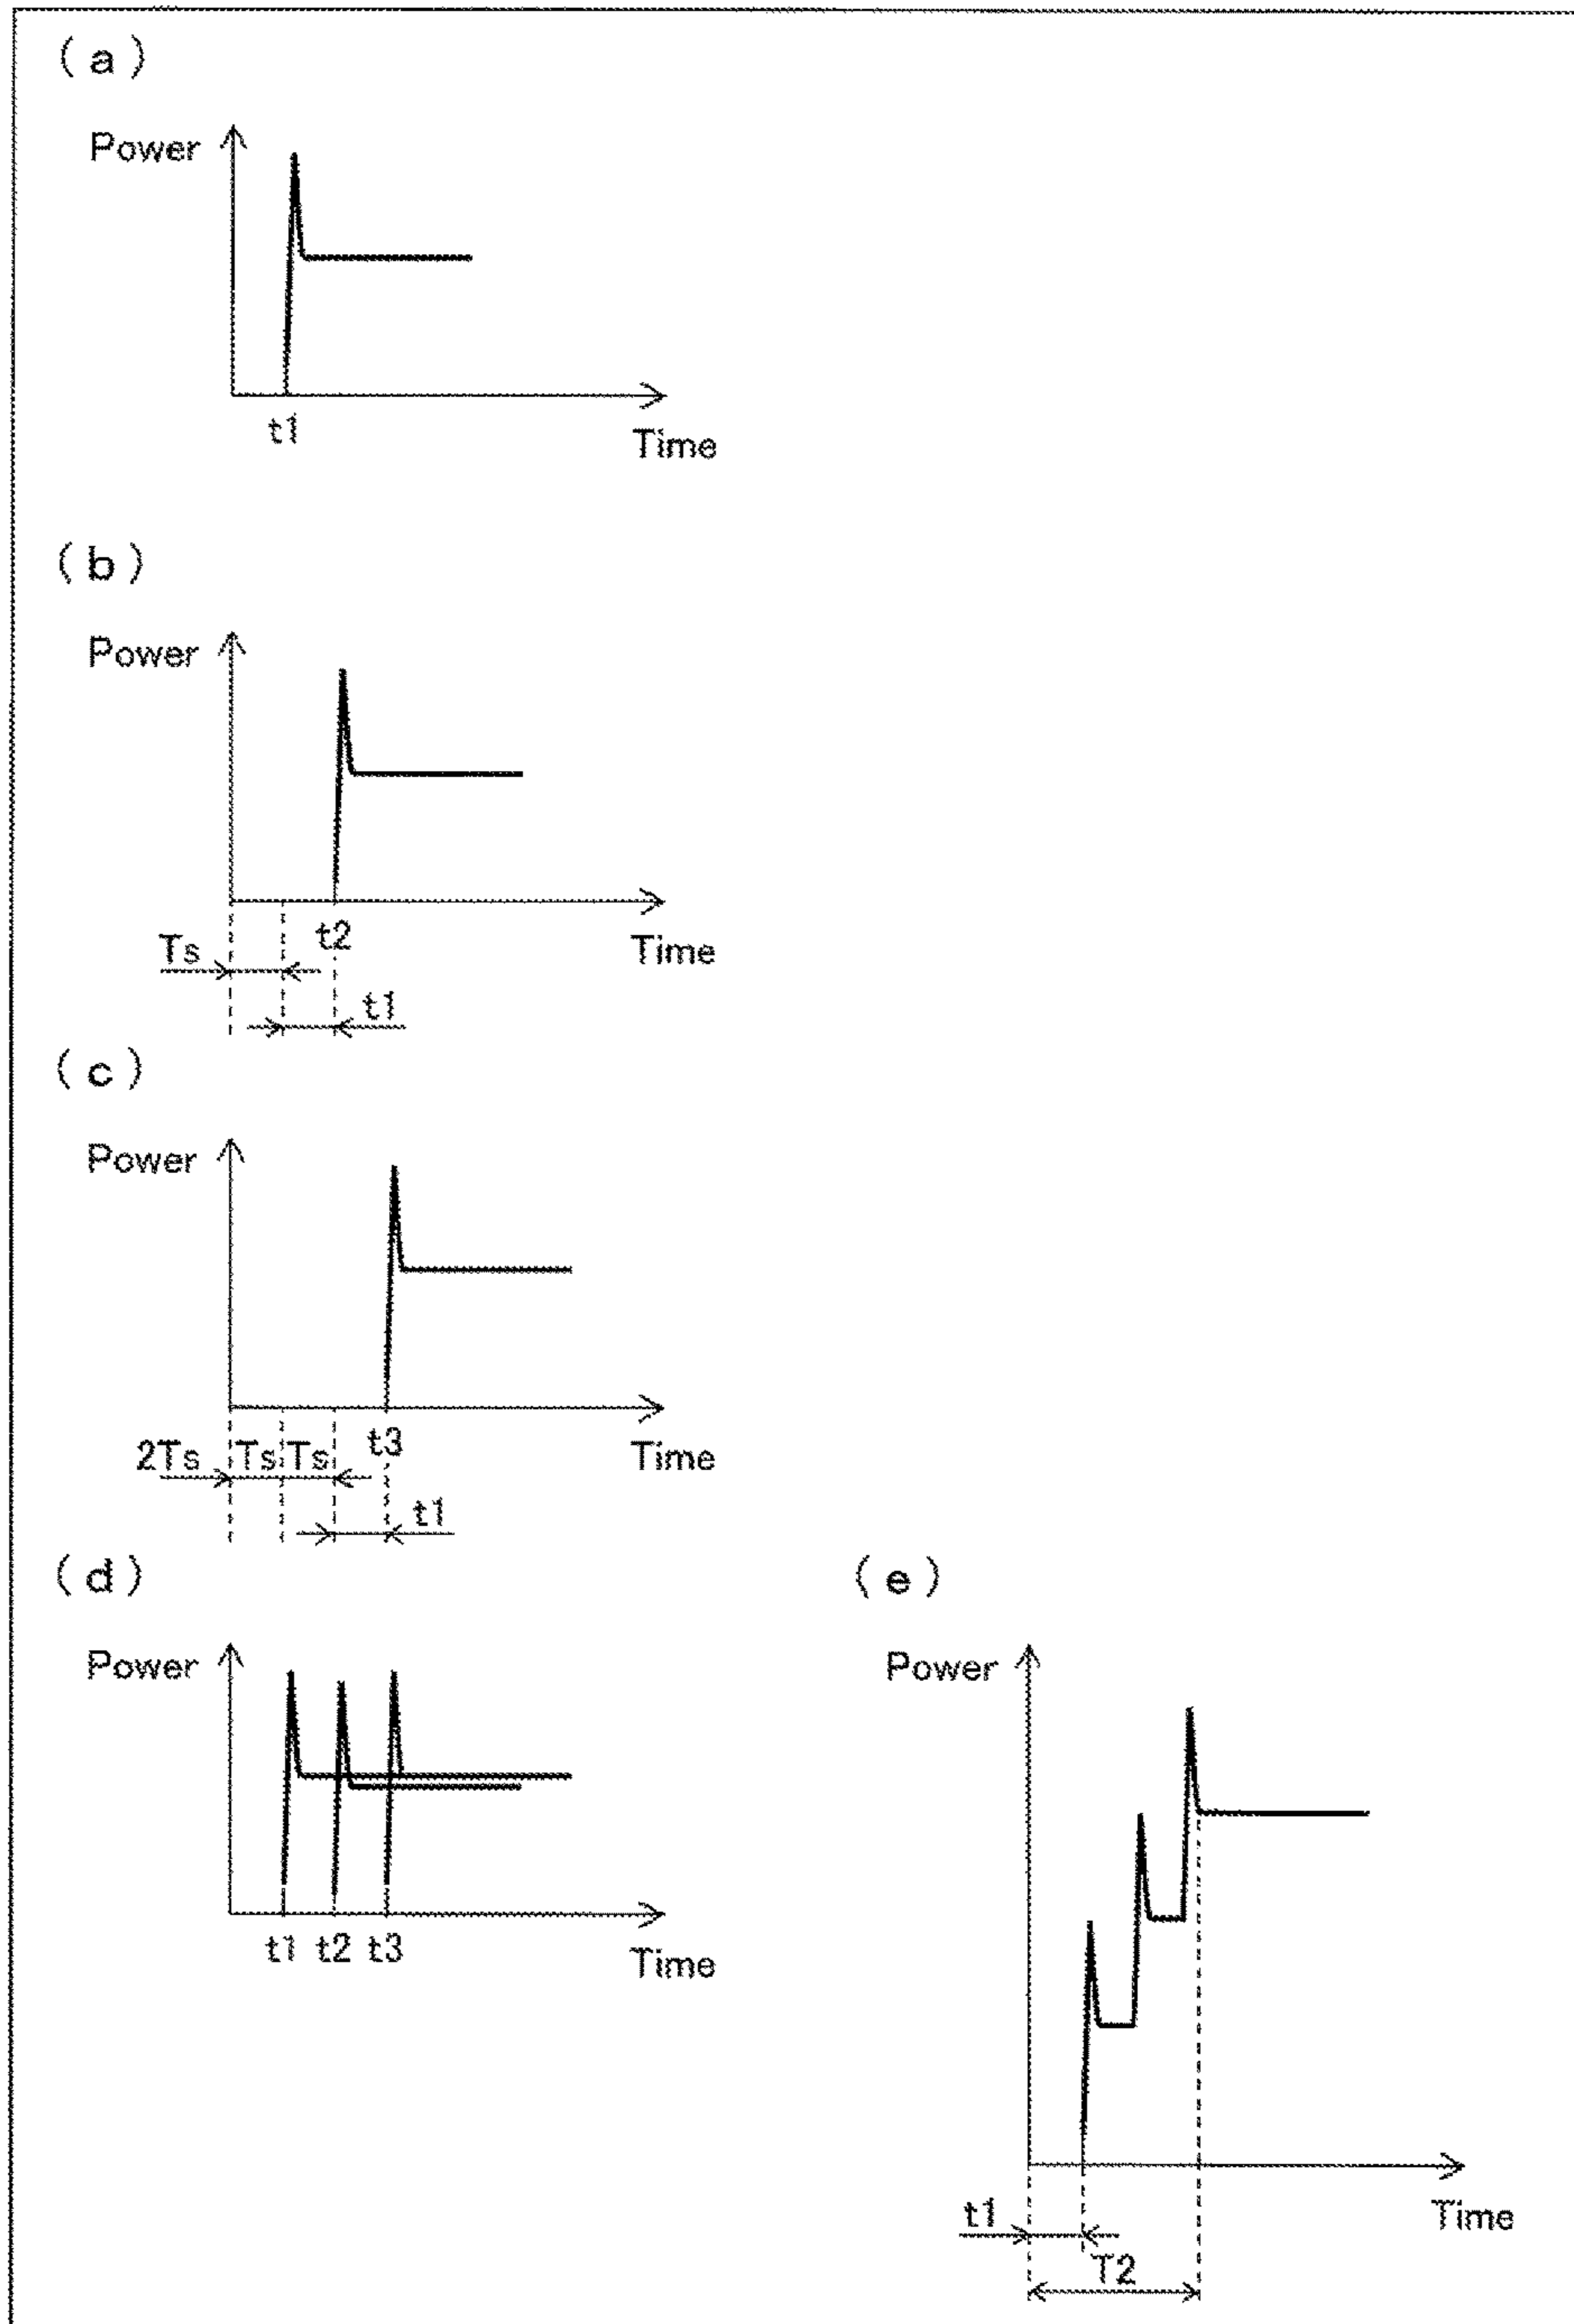 (a)
Power
t1
Time
(b)
Power
t2
Time
Ts
t1
(c)
Power
t3
Time
2Ts Ts Ts
t1
(d)
Power
t1 t2 t3
Time
(e)
Power
Time
t1
T2